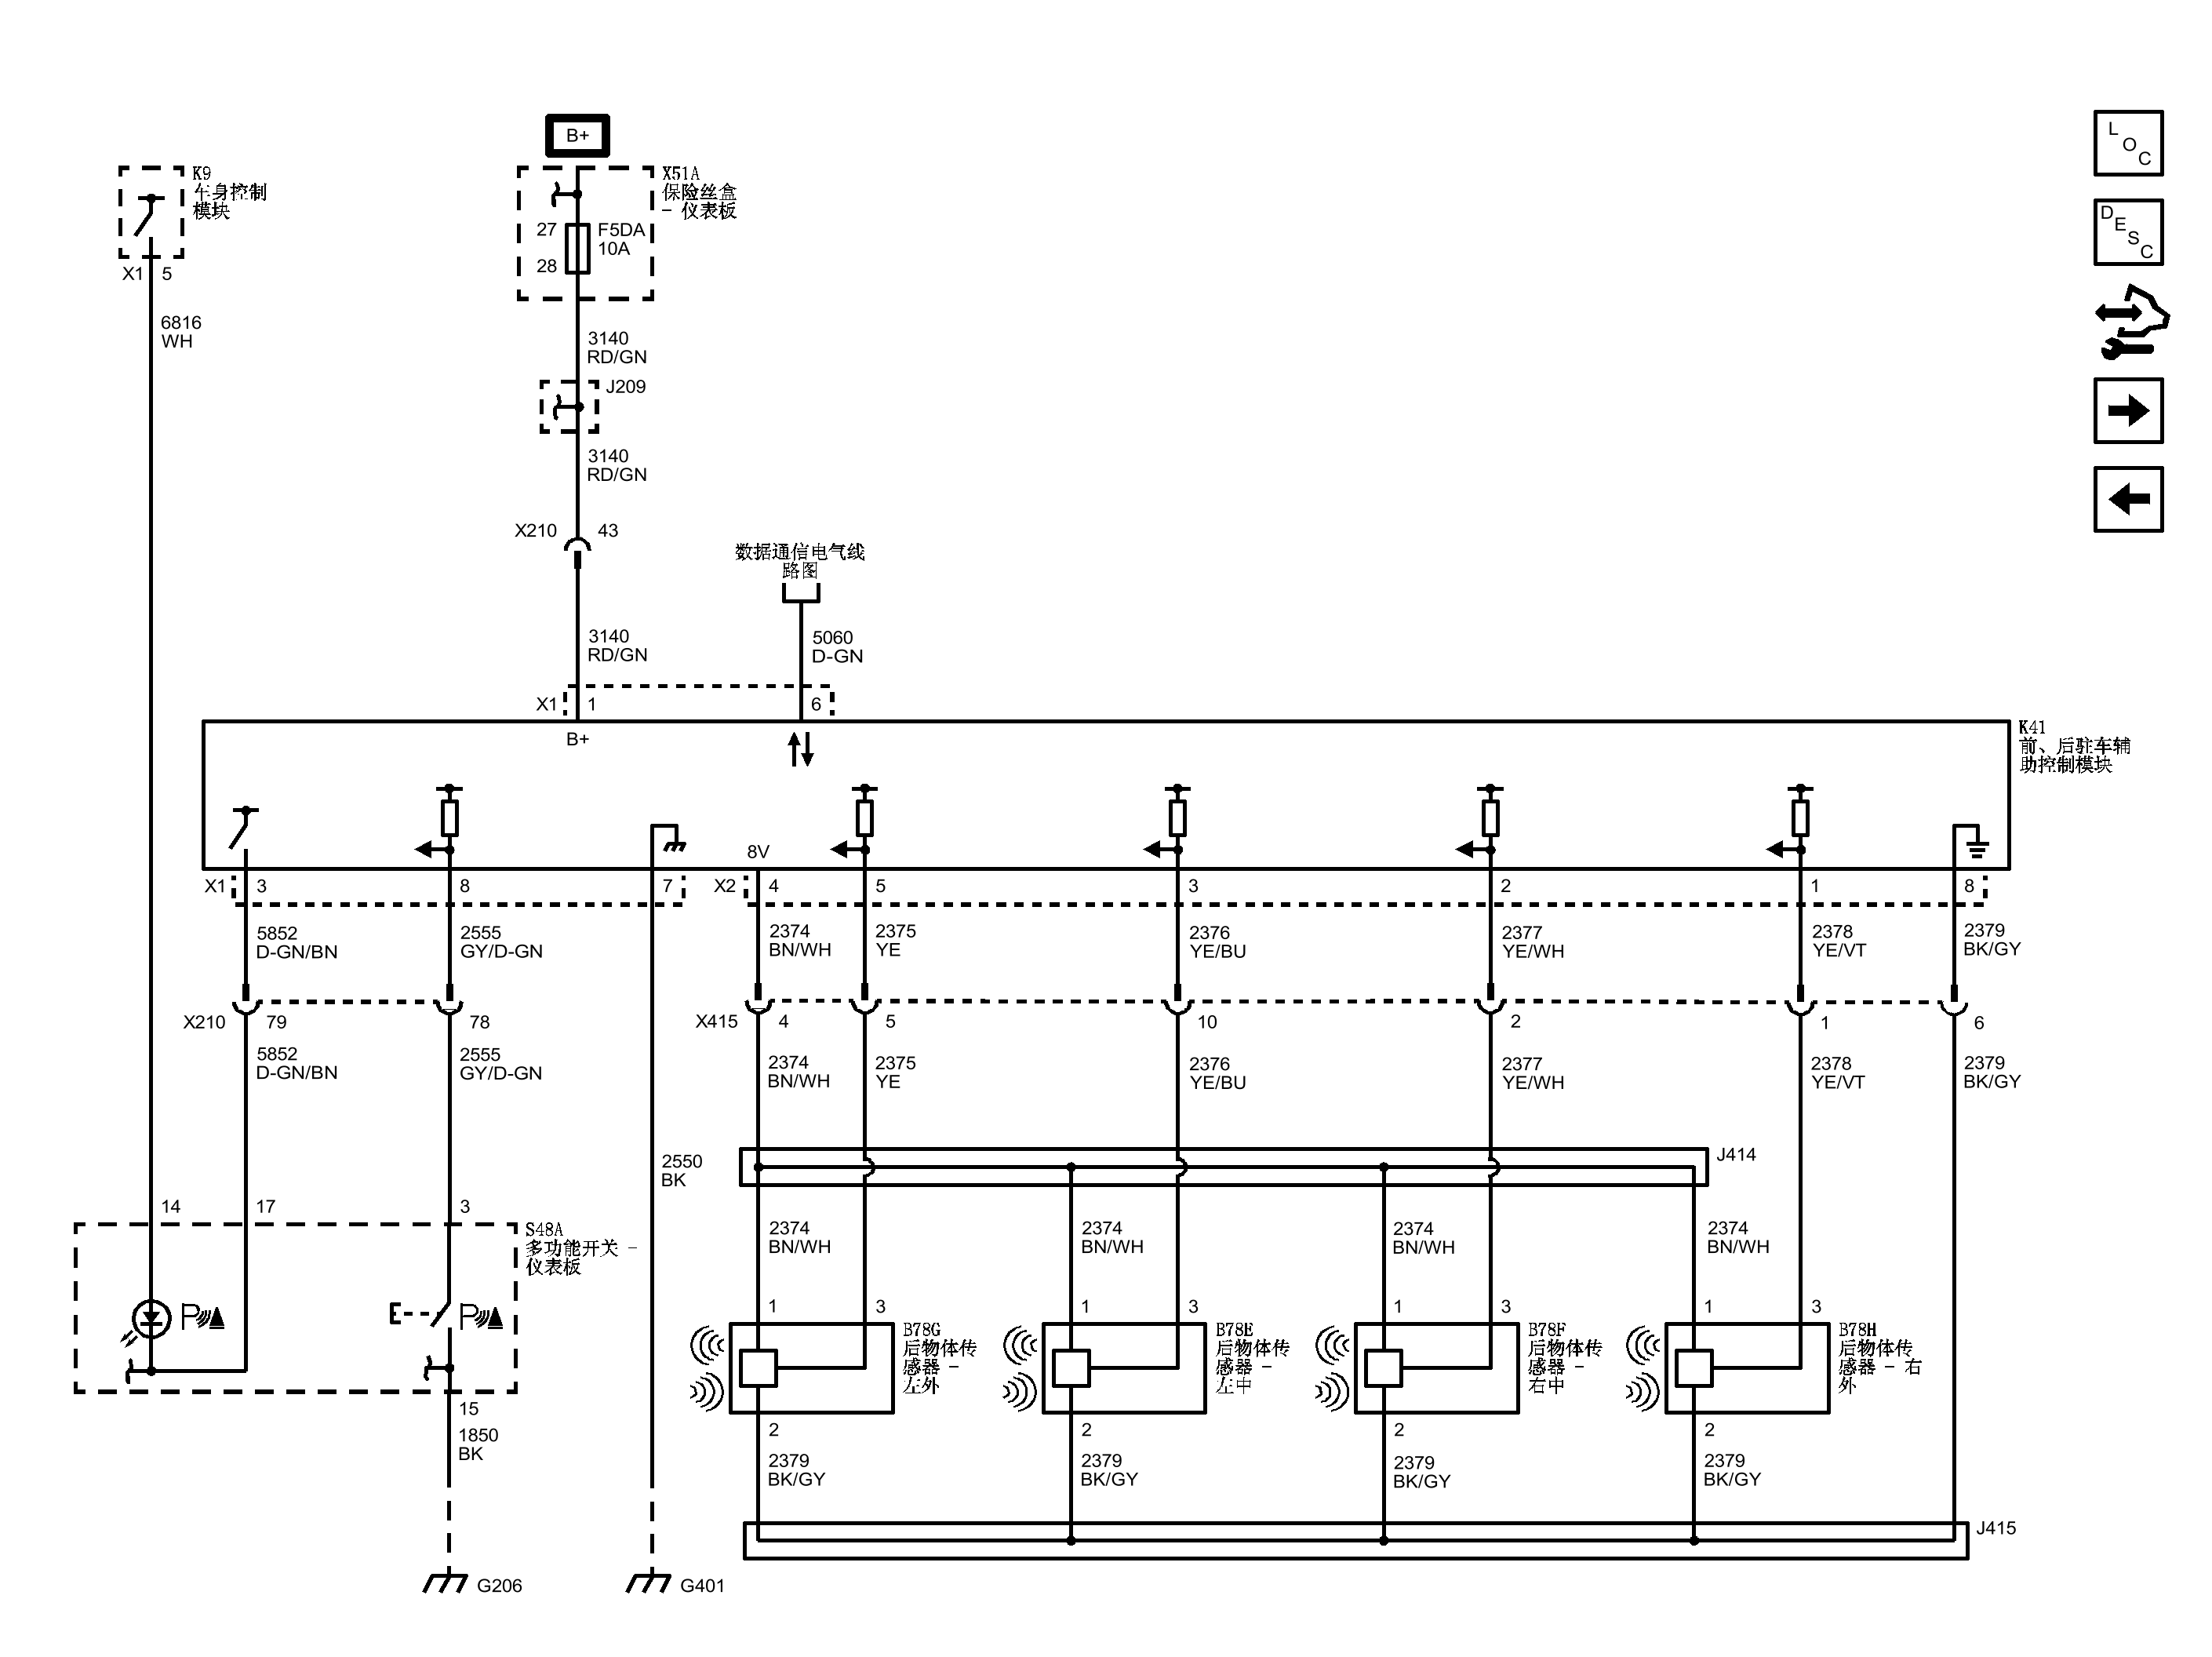 B+
K9
车身控制
模块
X51A
保险丝盒
- 仪表板
27
28
F5DA
10A
X1 5
6816
WH
3140
RD/GN
J209
3140
RD/GN
X210 43
数据通信电气线
路图
3140
RD/GN
5060
D-GN
X1 1 6
B+
K41
前、后驻车辅
助控制模块
8V
X1 3 8 7 X2 4 5 3 2 1 8
5852
D-GN/BN
2555
GY/D-GN
2374
BN/WH
2375
YE
2376
YE/BU
2377
YE/WH
2378
YE/VT
2379
BK/GY
X210 79 78 X415 4 5 10 2 1 6
5852
D-GN/BN
2555
GY/D-GN
2374
BN/WH
2375
YE
2376
YE/BU
2377
YE/WH
2378
YE/VT
2379
BK/GY
2550
BK
J414
14 17 3
S48A
多功能开关 -
仪表板
2374
BN/WH
2374
BN/WH
2374
BN/WH
2374
BN/WH
P P
1 3 1 3 1 3 1 3
B78G
后物体传
感器 -
左外
B78E
后物体传
感器 -
左中
B78F
后物体传
感器 -
右中
B78H
后物体传
感器 - 右
外
15
1850
BK
2 2 2 2
2379
BK/GY
2379
BK/GY
2379
BK/GY
2379
BK/GY
J415
G206
G401
L
O
C
D
E
S
C